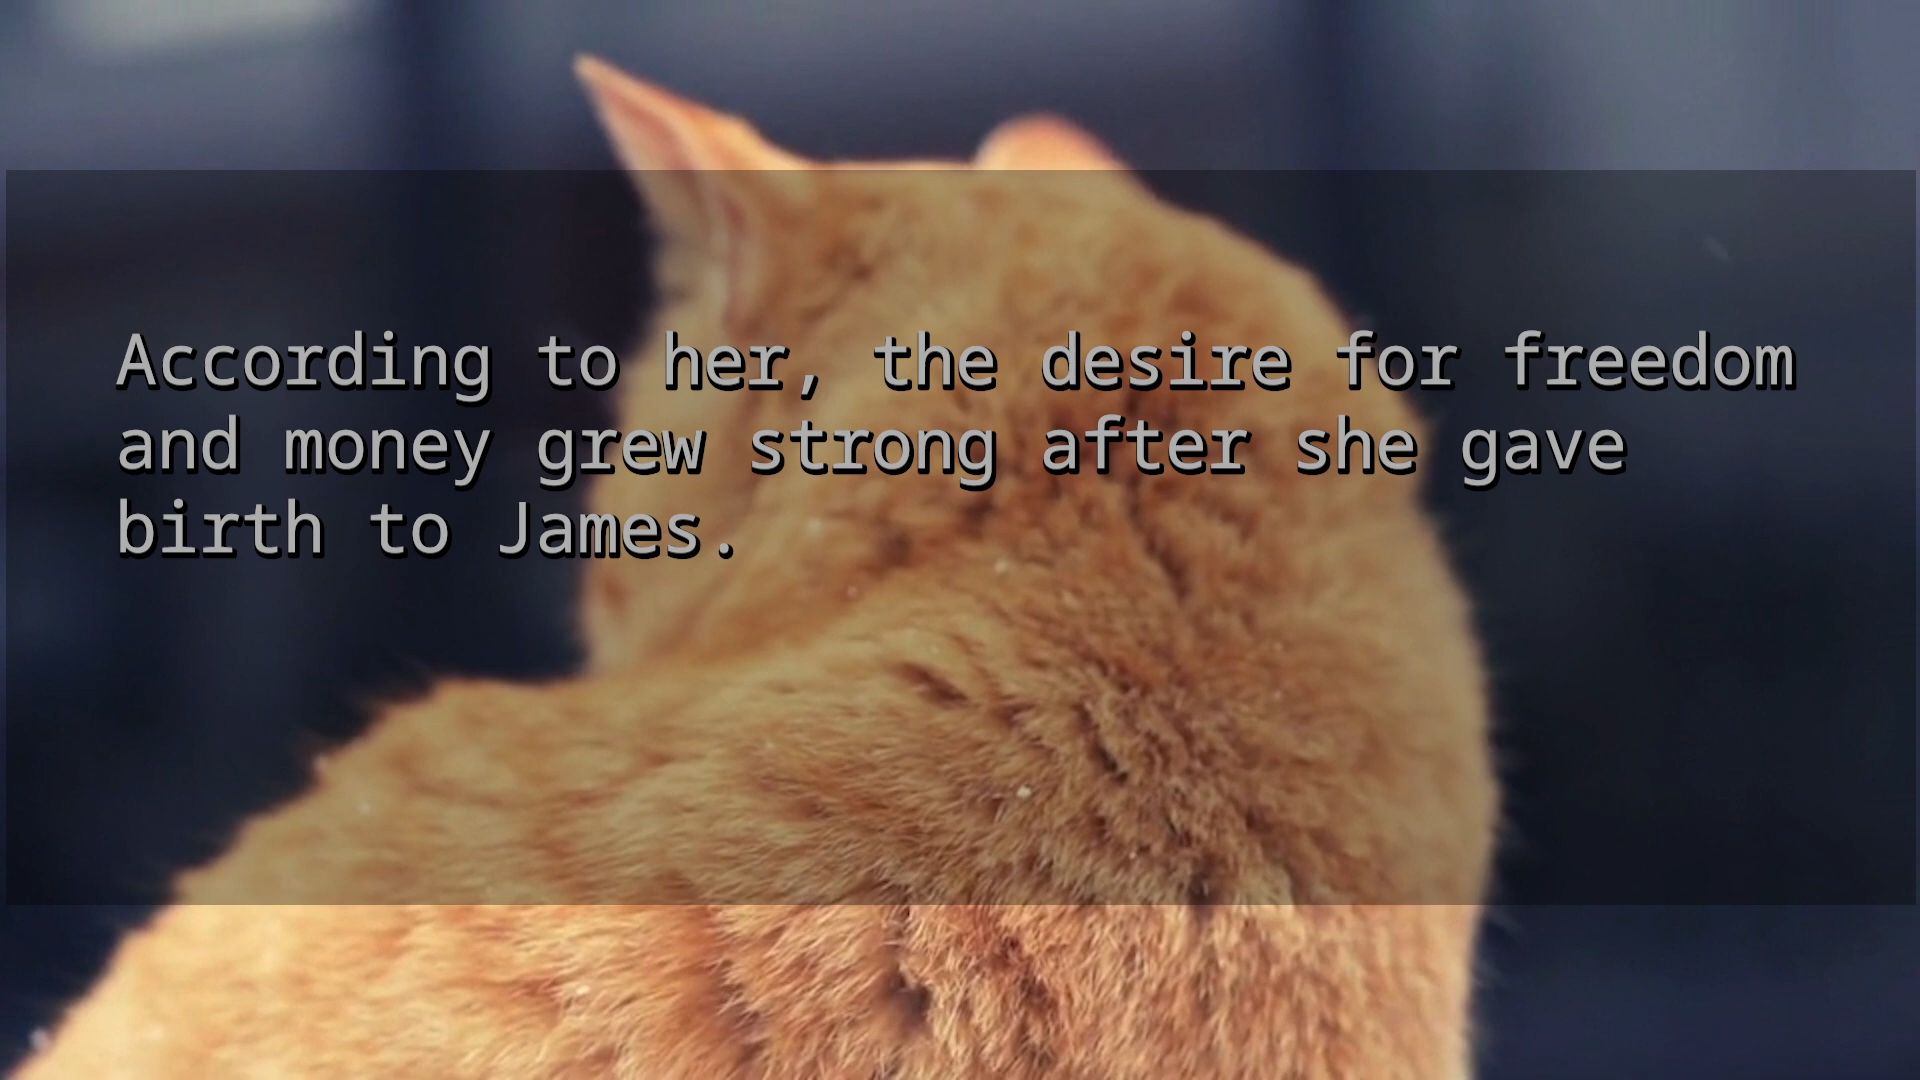 According to her, the desire for freedom
and money grew strong after she gave
birth to James.